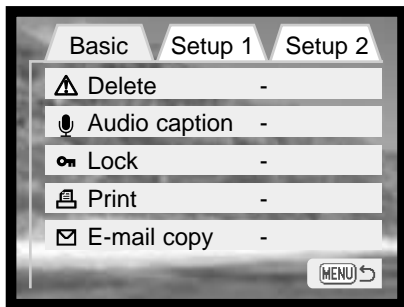 Basic Setup 1 Setup 2
Delete -
Audio caption -
Lock -
Print -
E-mail copy -
MENU